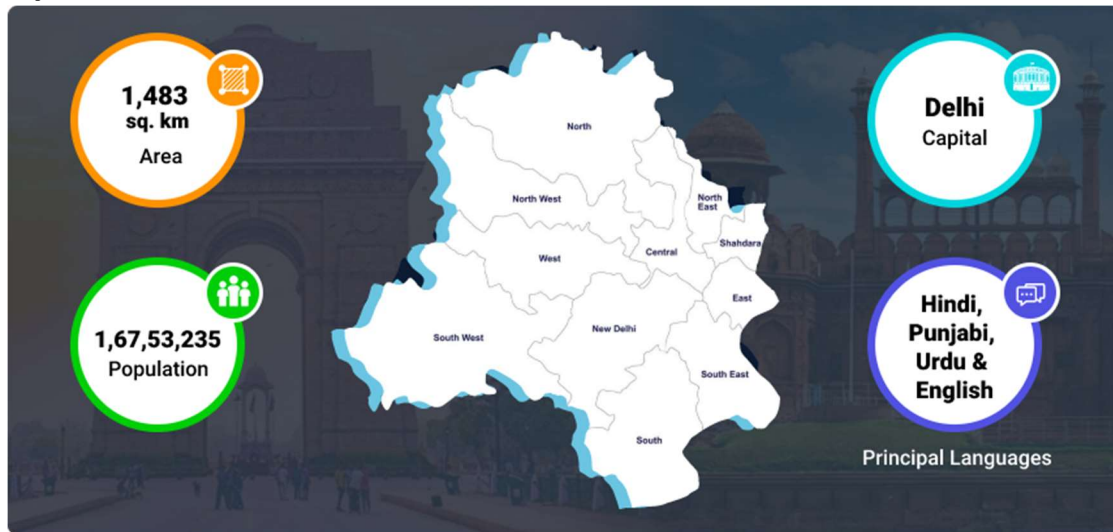 1,483
sq. km
Area
1,67,53,235
Population
North
North West
North
East
Shahdara
Central
West
East
New Delhi
South West
South East
South
Delhi
Capital
Hindi,
Punjabi,
Urdu &
English
Principal Languages